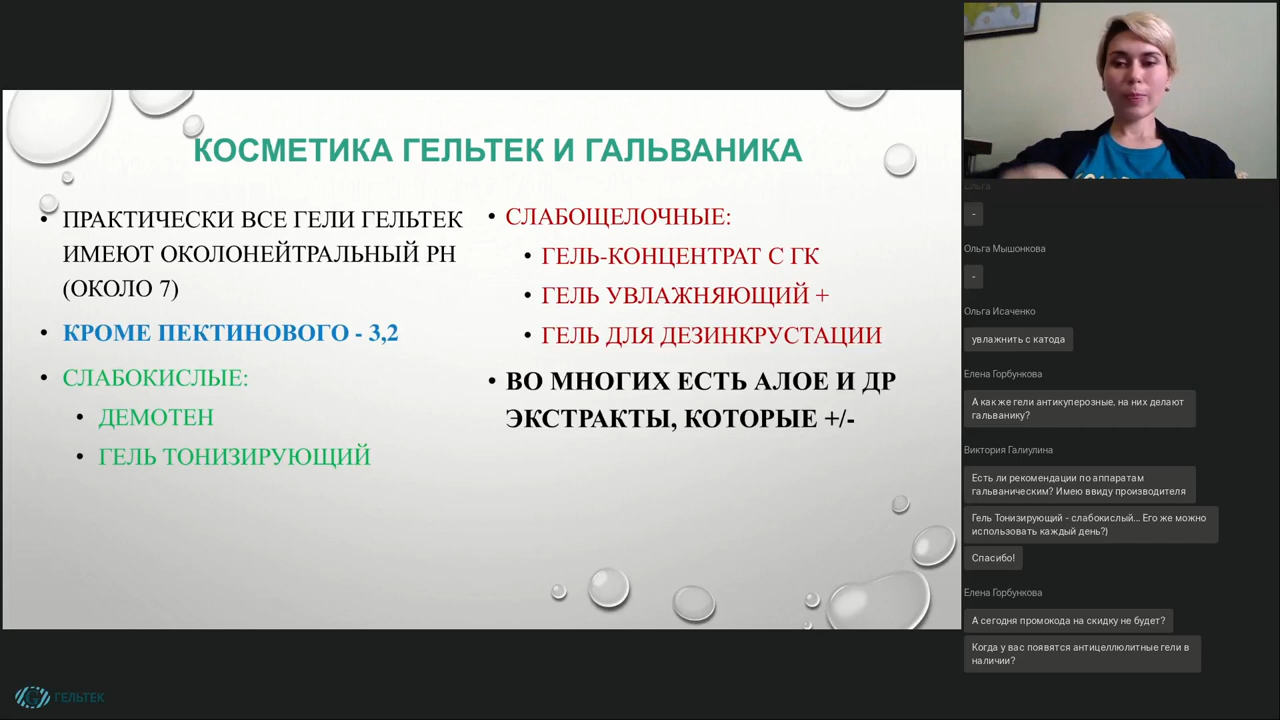 КОСМЕТИКА ГЕЛЬТЕК И ГАЛЬВАНИКА
• ПРАКТИЧЕСКИ ВСЕ ГЕЛИ ГЕЛЬТЕК
ИМЕЮТ ОКОЛОНЕЙТРАЛЬНЫЙ PH
(ОКОЛО 7)
• КРОМЕ ПЕКТИНОВОГО - 3,2
• СЛАБОКИСЛЫЕ:
• ДЕМОТЕН
• ГЕЛЬ ТОНИЗИРУЮЩИЙ
• СЛАБОЩЕЛОЧНЫЕ:
• ГЕЛЬ-КОНЦЕНТРАТ С ГК
• ГЕЛЬ УВЛАЖНЯЮЩИЙ +
• ГЕЛЬ ДЛЯ ДЕЗИНКРУСТАЦИИ
• ВО МНОГИХ ЕСТЬ АЛОЕ И ДР
ЭКСТРАКТЫ, КОТОРЫЕ +/-
ГЕЛЬТЕК
Ольга
-
Ольга Мышонкова
-
Ольга Исаченко
увлажнить с катода
Елена Горбункова
А как же гели антикуперозные, на них делают
гальванику?
Виктория Галиулина
Есть ли рекомендации по аппаратам
гальваническим? Имею ввиду производителя
Гель Тонизирующий - слабокислый... Его же можно
использовать каждый день?)
Спасибо!
Елена Горбункова
А сегодня промокода на скидку не будет?
Когда у вас появятся антицеллюлитные гели в
наличии?